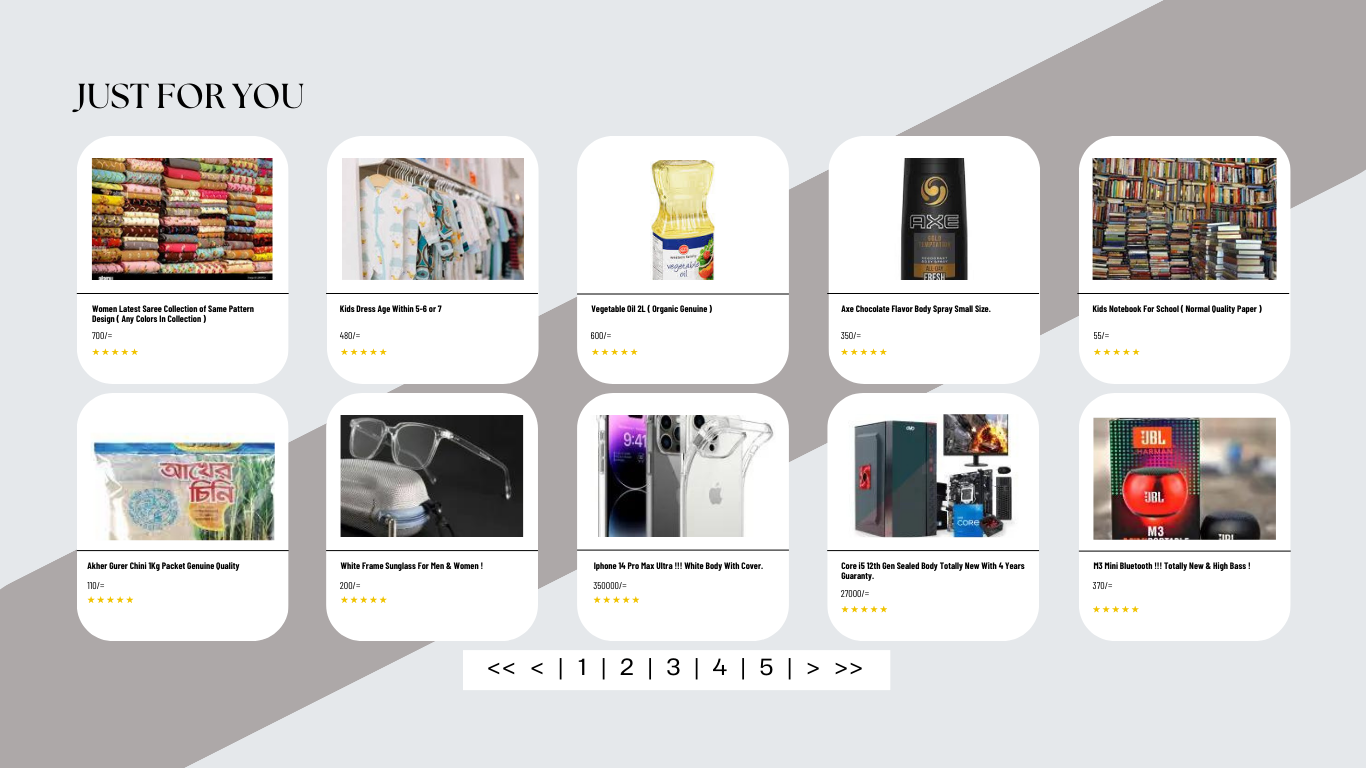 JUST FOR YOU
AXE
GOLD
TEMPTATION
FRESH
western family
vegetable
oil
Women Latest Saree Collection of Same Pattern
Design ( Any Colors In Collection )
700/=
★★★★★
Kids Dress Age Within 5-6 or 7
480/=
★★★★★
Vegetable Oil 2L ( Organic Genuine )
600/=
★★★★★
Axe Chocolate Flavor Body Spray Small Size.
350/=
★★★★★
Kids Notebook For School ( Normal Quality Paper )
55/=
★★★★★
আখের
চিনি
9:41
CORE
JBL
HARMAN
JBL
M3
Akher Gurer Chini 1Kg Packet Genuine Quality
110/=
★★★★★
White Frame Sunglass For Men & Women !
200/=
★★★★★
Iphone 14 Pro Max Ultra !!! White Body With Cover.
350000/=
★★★★★
Core i5 12th Gen Sealed Body Totally New With 4 Years
Guaranty.
27000/=
★★★★★
M3 Mini Bluetooth !!! Totally New & High Bass !
370/=
★★★★★
<< < | 1 | 2 | 3 | 4 | 5 | > >>